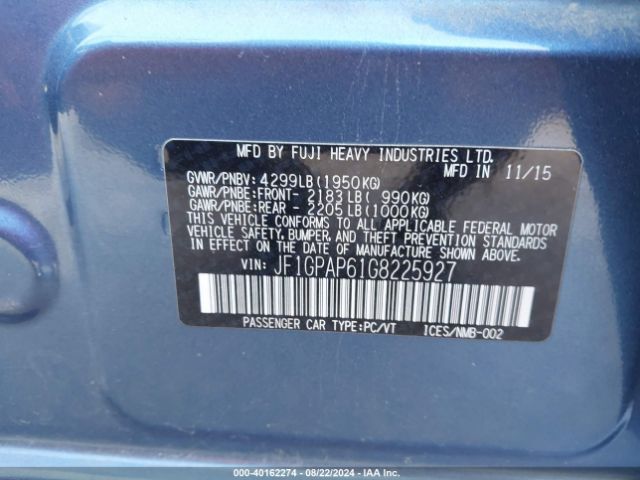 MFD BY FUJI HEAVY INDUSTRIES LTD.
MFD IN 11/15
GVWR/PNBV: 4299LB(1950KG)
GAWR/PNBE:FRONT- 2183LB( 990KG)
GAWR/PNBE:REAR - 2205LB(1000KG)
THIS VEHICLE CONFORMS TO ALL APPLICABLE FEDERAL MOTOR
VEHICLE SAFETY, BUMPER, AND THEFT PREVENTION STANDARDS
IN EFFECT ON THE DATE OF MANUFACTURE SHOWN ABOVE.
VIN: JF1GPAP61G8225927
PASSENGER CAR TYPE:PC/VT ICES/NMB-002
000-40162274 - 08/22/2024 - IAA Inc.